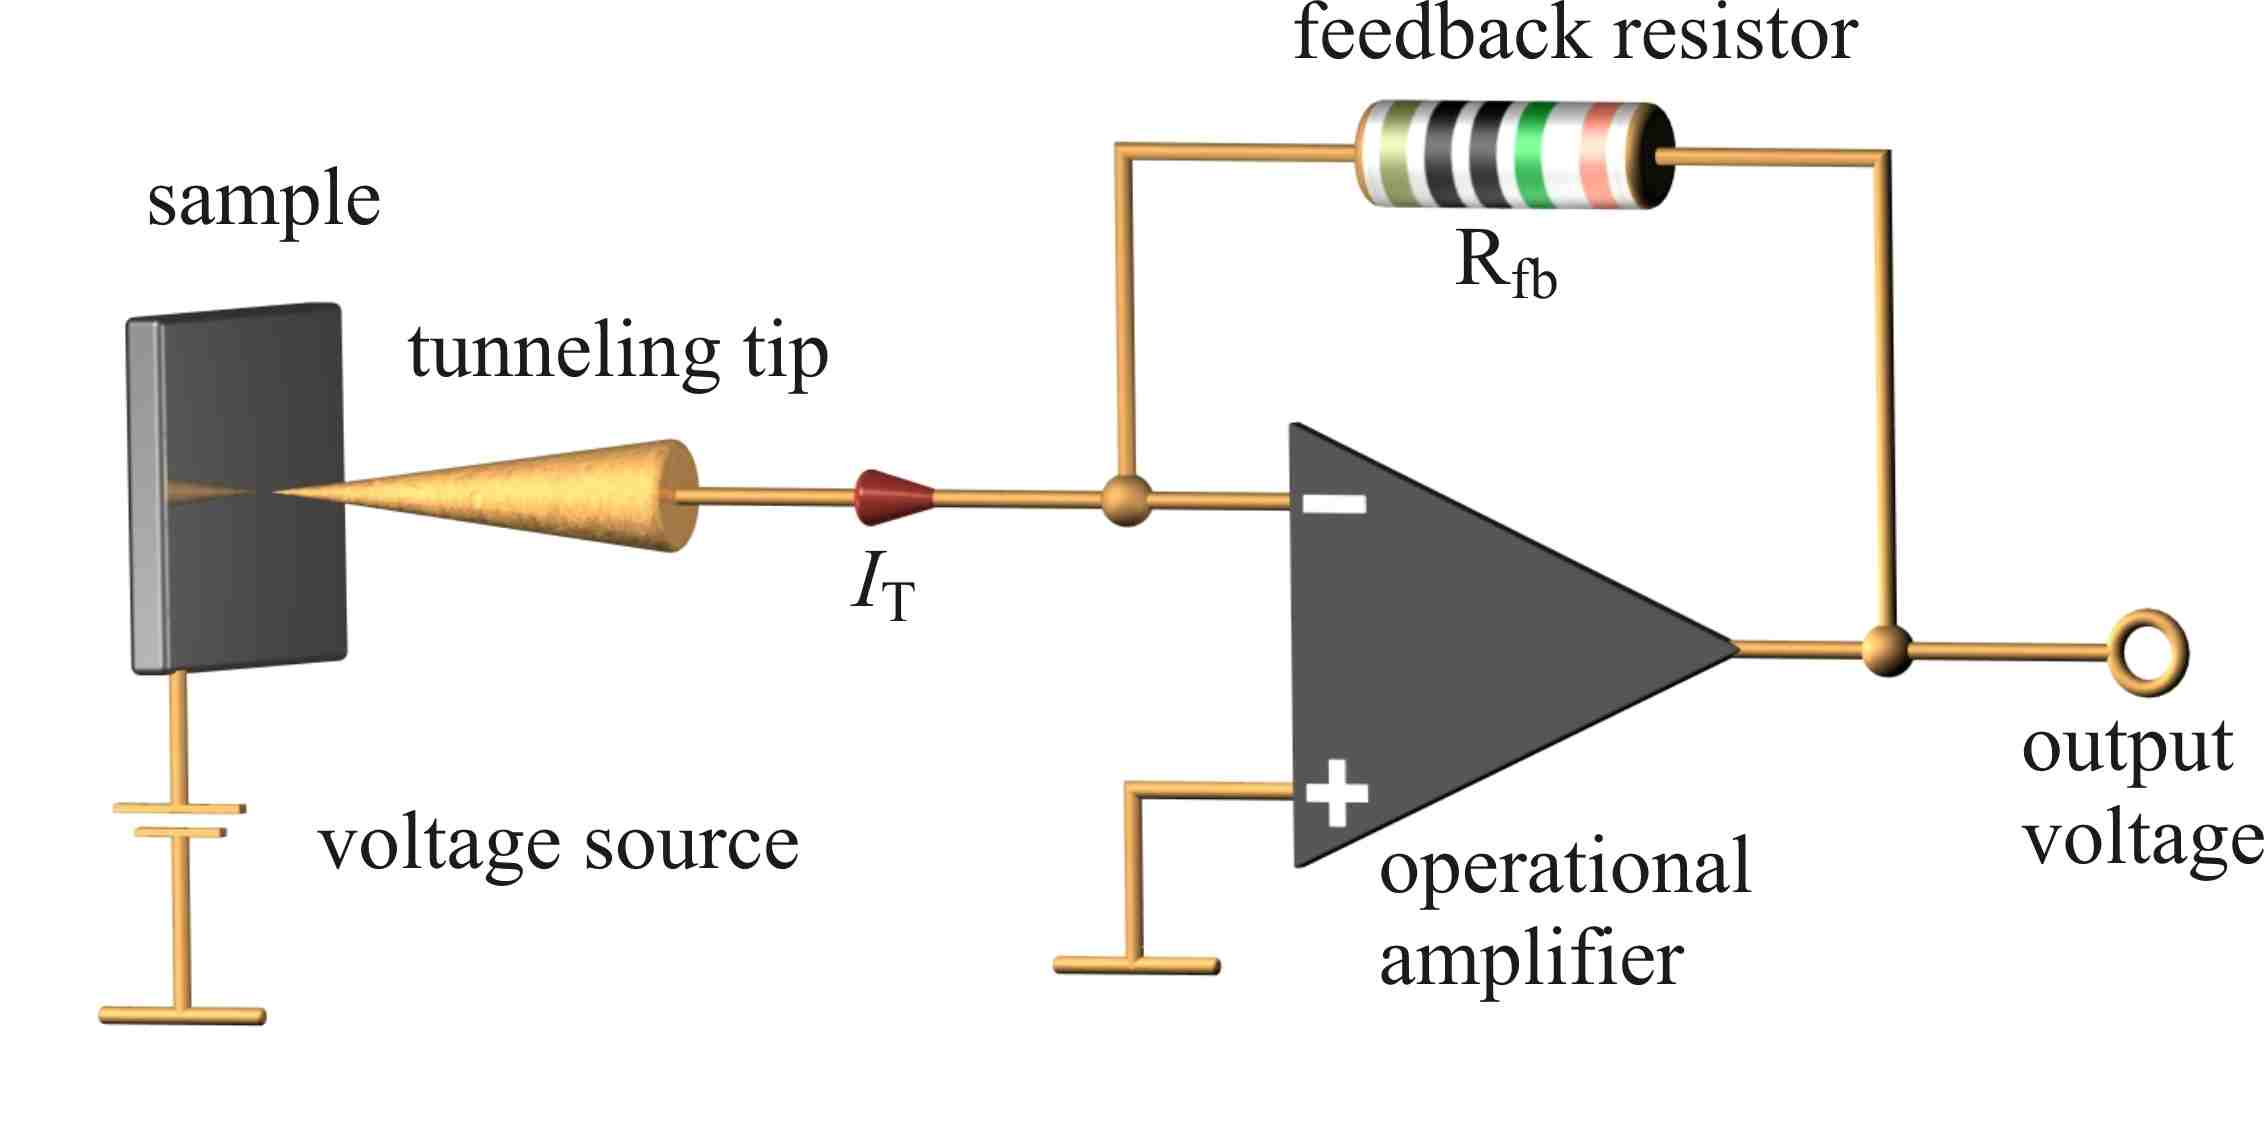 feedback resistor
R_fb
sample
tunneling tip
I_T
−
+
voltage source
operational
amplifier
output
voltage